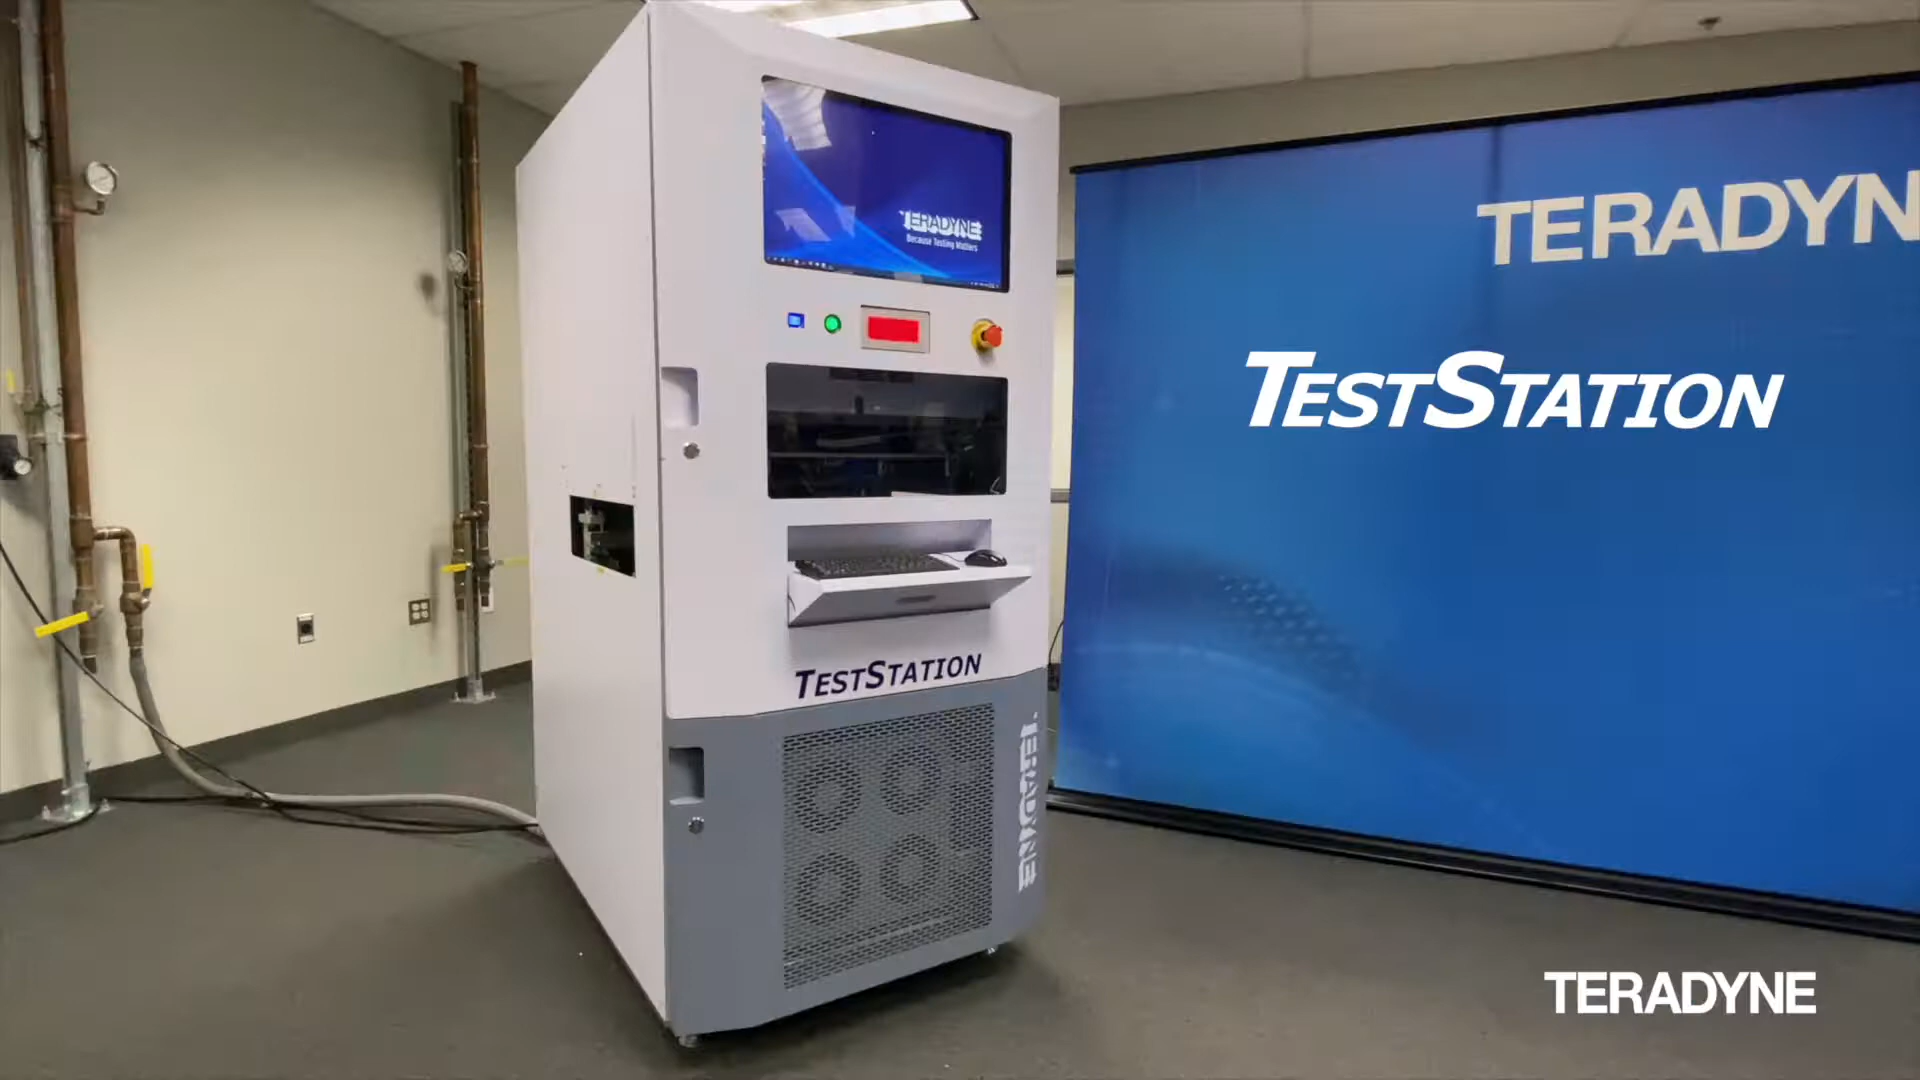 TERADYNE
Because Testing Matters
TESTSTATION
TERADYNE
TERADYN
TESTSTATION
TERADYNE